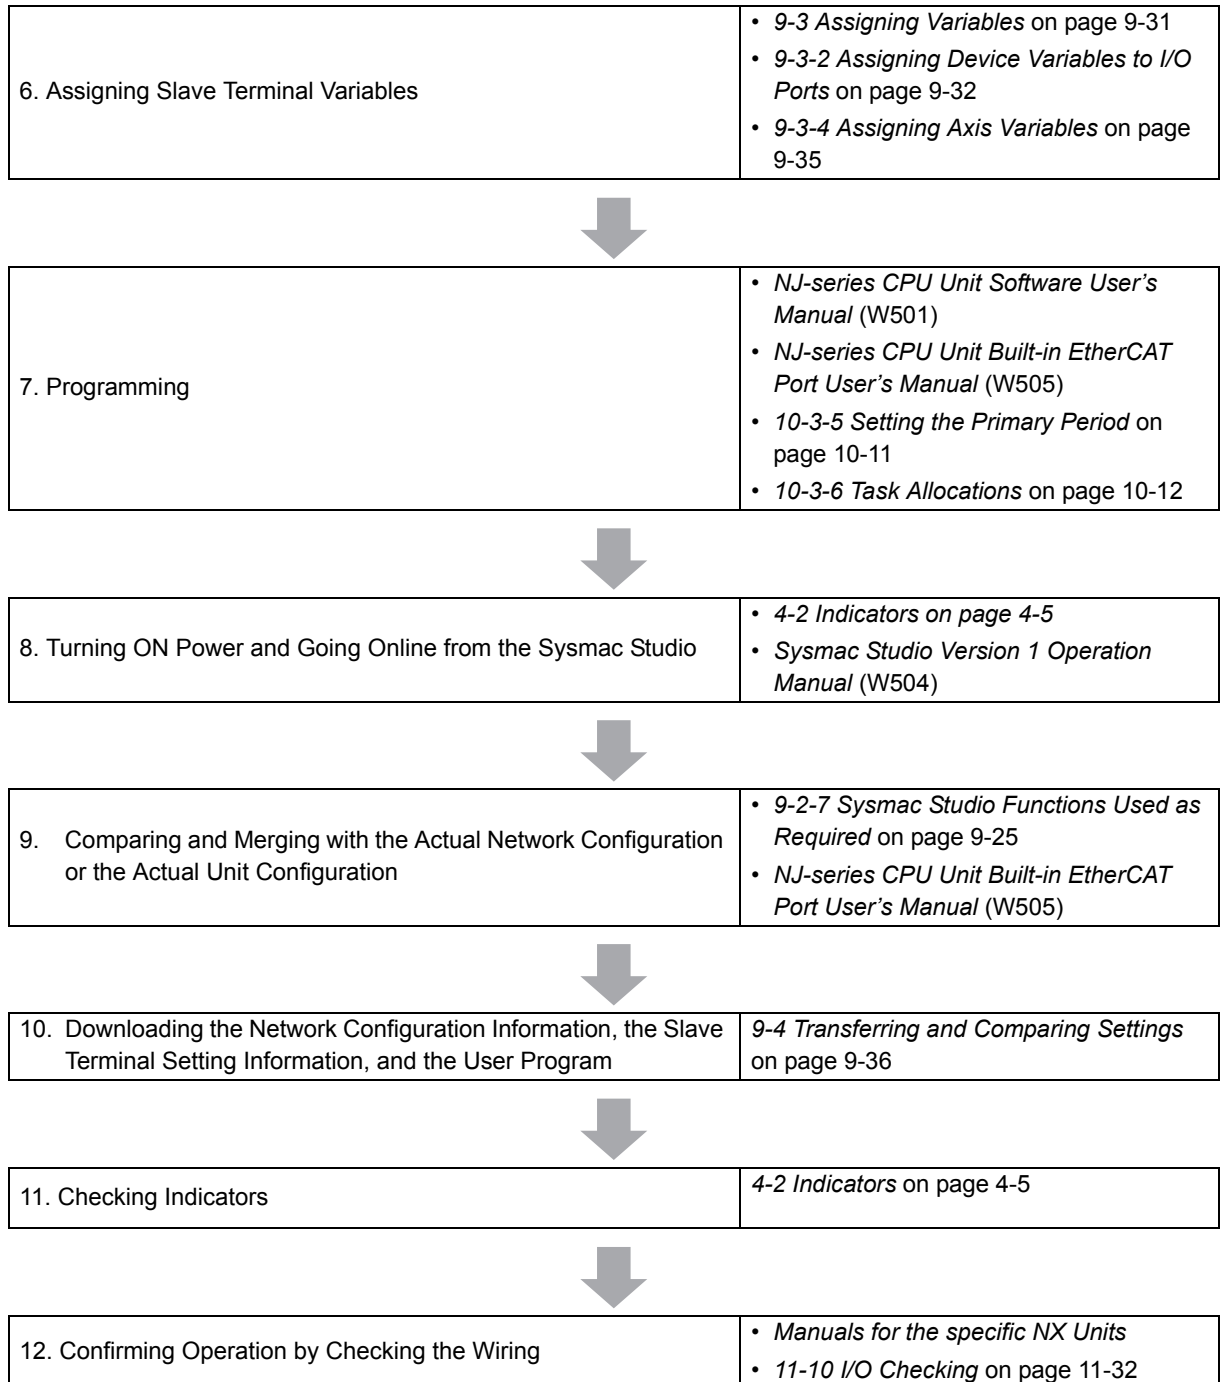 6. Assigning Slave Terminal Variables
• 9-3 Assigning Variables on page 9-31
• 9-3-2 Assigning Device Variables to I/O
Ports on page 9-32
• 9-3-4 Assigning Axis Variables on page
9-35
7. Programming
• NJ-series CPU Unit Software User’s
Manual (W501)
• NJ-series CPU Unit Built-in EtherCAT
Port User’s Manual (W505)
• 10-3-5 Setting the Primary Period on
page 10-11
• 10-3-6 Task Allocations on page 10-12
8. Turning ON Power and Going Online from the Sysmac Studio
• 4-2 Indicators on page 4-5
• Sysmac Studio Version 1 Operation
Manual (W504)
9. Comparing and Merging with the Actual Network Configuration
or the Actual Unit Configuration
• 9-2-7 Sysmac Studio Functions Used as
Required on page 9-25
• NJ-series CPU Unit Built-in EtherCAT
Port User’s Manual (W505)
10. Downloading the Network Configuration Information, the Slave
Terminal Setting Information, and the User Program
9-4 Transferring and Comparing Settings
on page 9-36
11. Checking Indicators
4-2 Indicators on page 4-5
12. Confirming Operation by Checking the Wiring
• Manuals for the specific NX Units
• 11-10 I/O Checking on page 11-32